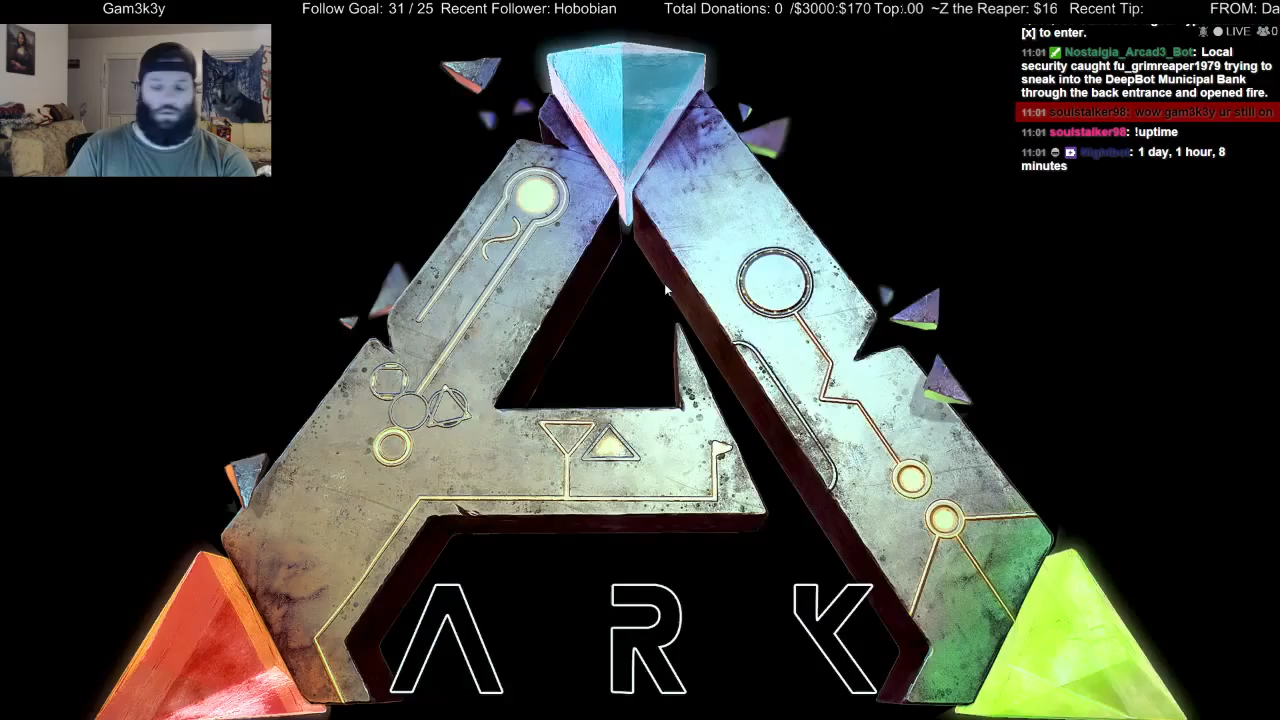 Gam3k3y
Follow Goal: 31 / 25 Recent Follower: Hobobian
Total Donations: 0 /$3000:$170 Top:.00 ~Z the Reaper: $16 Recent Tip:
FROM: Da
[x] to enter.
LIVE 0
11:01 Nostalgia_Arcad3_Bot: Local
security caught fu_grimreaper1979 trying to
sneak into the DeepBot Municipal Bank
through the back entrance and opened fire.
11:01 soulstalker98: wow gam3k3y ur still on
11:01 soulstalker98: !uptime
11:01 Nightbot: 1 day, 1 hour, 8
minutes
ARK